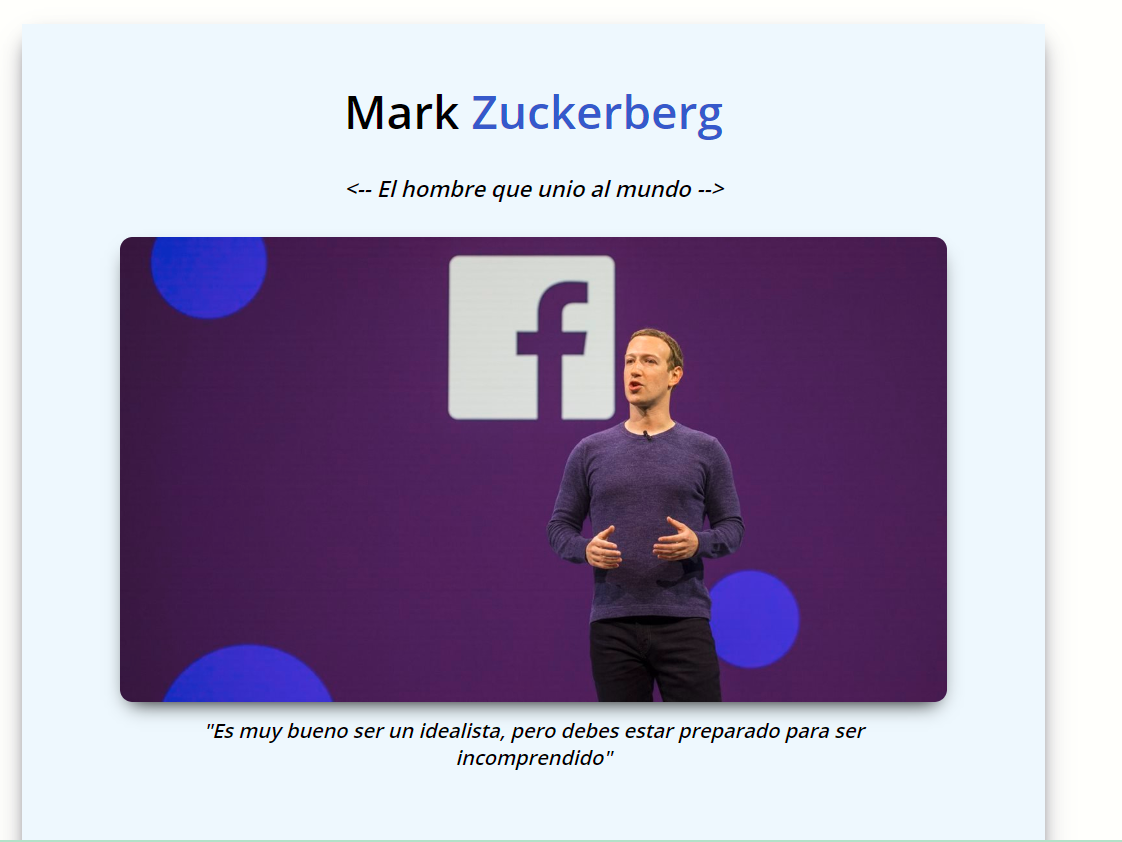 Mark Zuckerberg
<-- El hombre que unio al mundo -->
f
"Es muy bueno ser un idealista, pero debes estar preparado para ser
incomprendido"